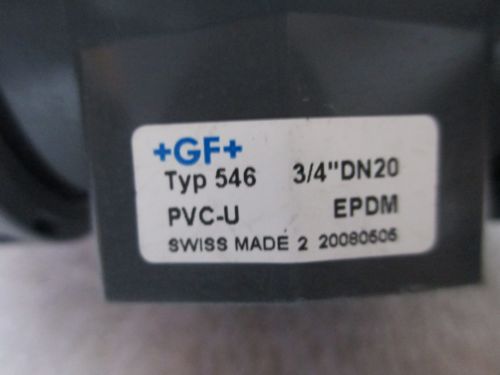 +GF+
Typ 546 3/4"DN20
PVC-U EPDM
SWISS MADE 2 20080505